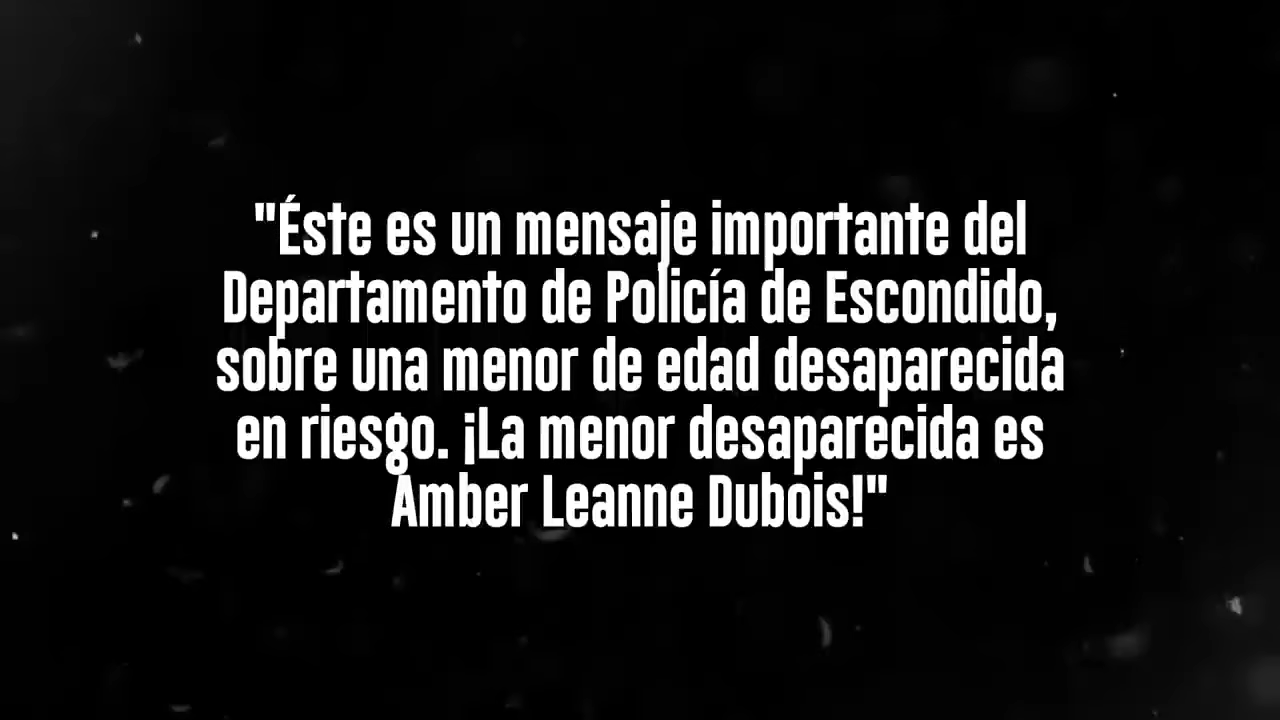 "Éste es un mensaje importante del
Departamento de Policía de Escondido,
sobre una menor de edad desaparecida
en riesgo. ¡La menor desaparecida es
Amber Leanne Dubois!"